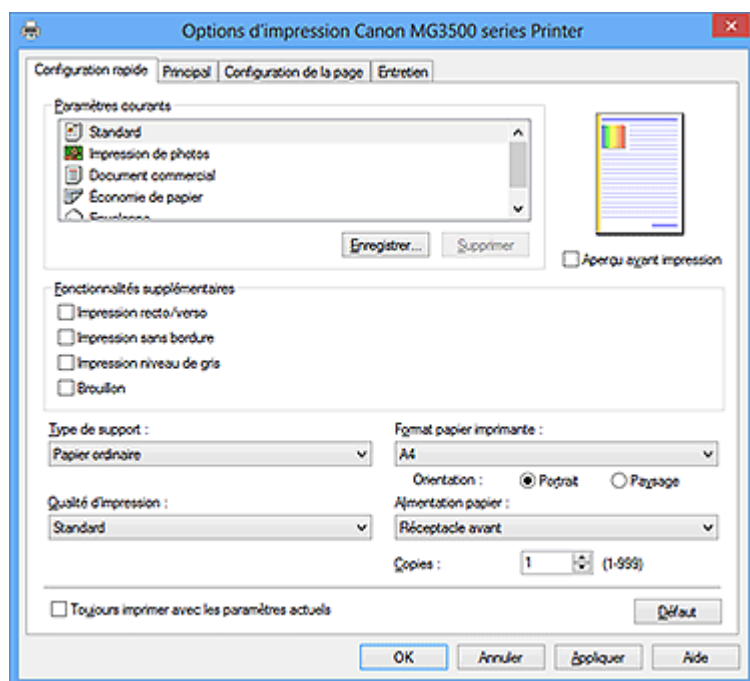 Options d'impression Canon MG3500 series Printer
Configuration rapide
Principal
Configuration de la page
Entretien
Paramètres courants
Standard
Impression de photos
Document commercial
Économie de papier
Enveloppe
Enregistrer...
Supprimer
Aperçu avant impression
Fonctionnalités supplémentaires
Impression recto/verso
Impression sans bordure
Impression niveau de gris
Brouillon
Type de support :
Papier ordinaire
Format papier imprimante :
A4
Orientation :
Portrait
Paysage
Qualité d'impression :
Standard
Alimentation papier :
Réceptacle avant
Copies :
1
(1-999)
Toujours imprimer avec les paramètres actuels
Défaut
OK
Annuler
Appliquer
Aide